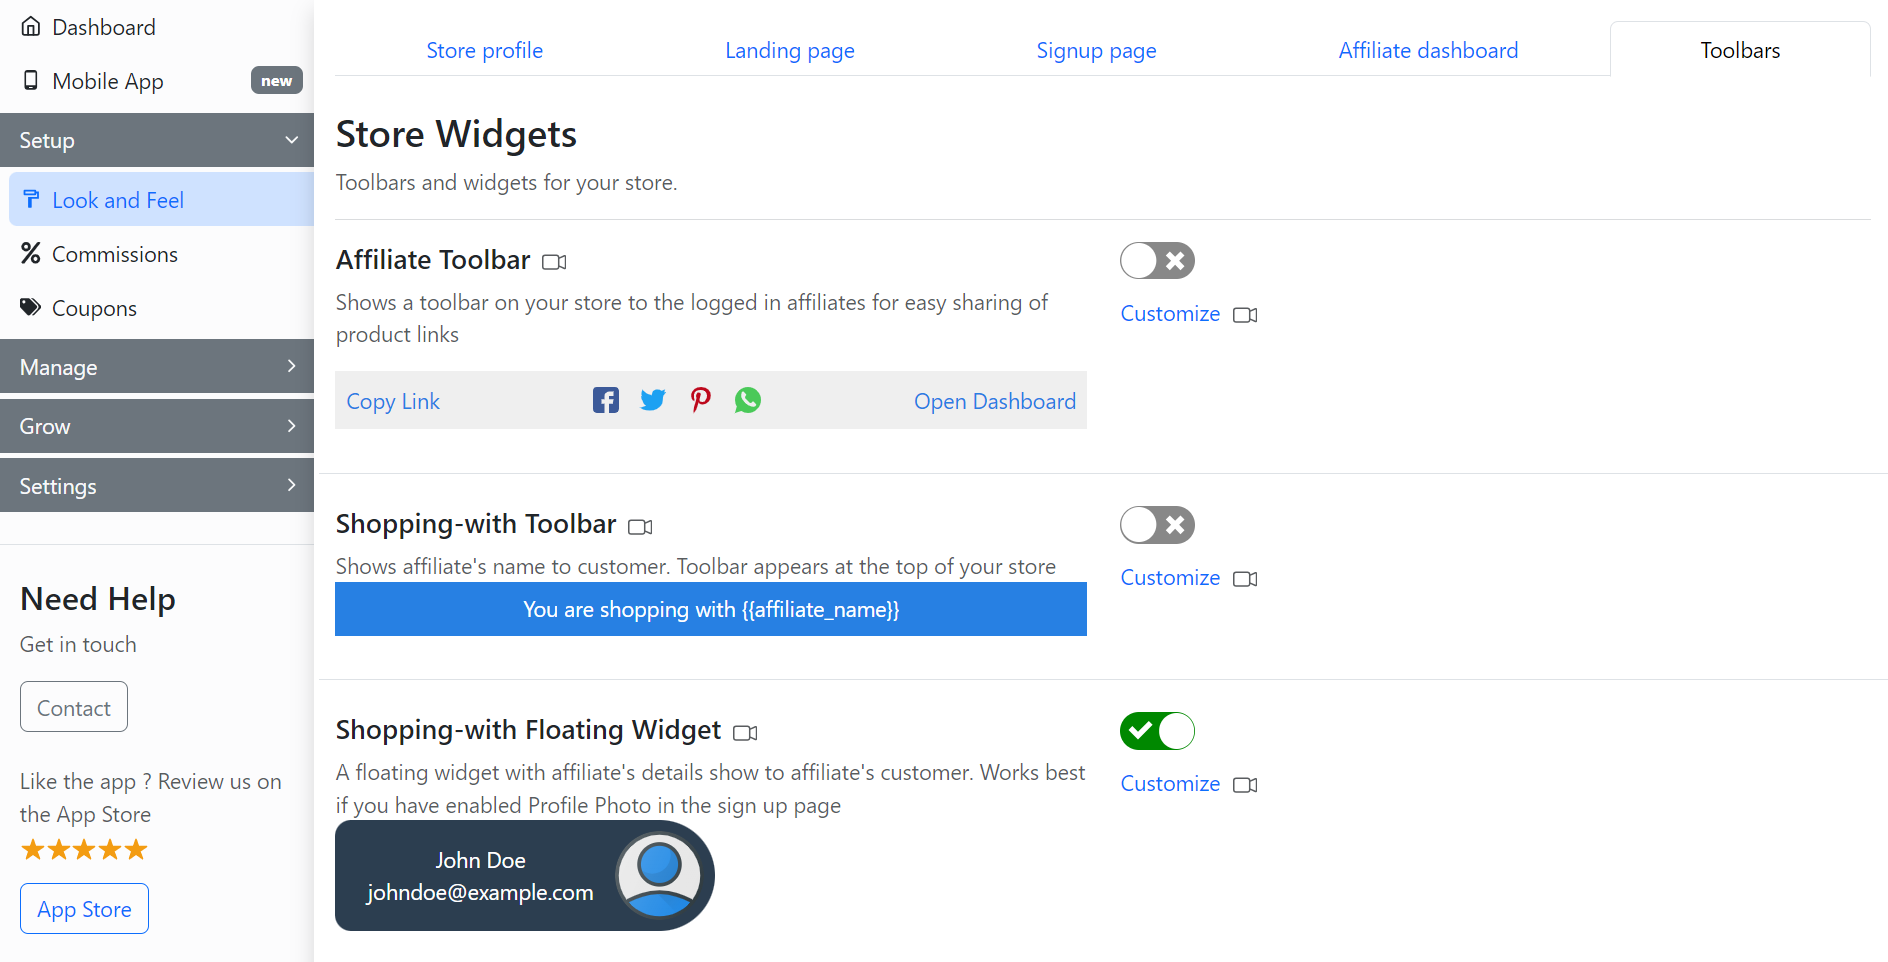 Dashboard
Mobile App new
Setup
Look and Feel
Commissions
Coupons
Manage
Grow
Settings
Need Help
Get in touch
Contact
Like the app ? Review us on
the App Store
App Store
Store profile Landing page Signup page Affiliate dashboard Toolbars
Store Widgets
Toolbars and widgets for your store.
Affiliate Toolbar
Shows a toolbar on your store to the logged in affiliates for easy sharing of
product links
Customize
Copy Link Open Dashboard
Shopping-with Toolbar
Shows affiliate's name to customer. Toolbar appears at the top of your store
Customize
You are shopping with {{affiliate_name}}
Shopping-with Floating Widget
A floating widget with affiliate's details show to affiliate's customer. Works best
if you have enabled Profile Photo in the sign up page
Customize
John Doe
johndoe@example.com